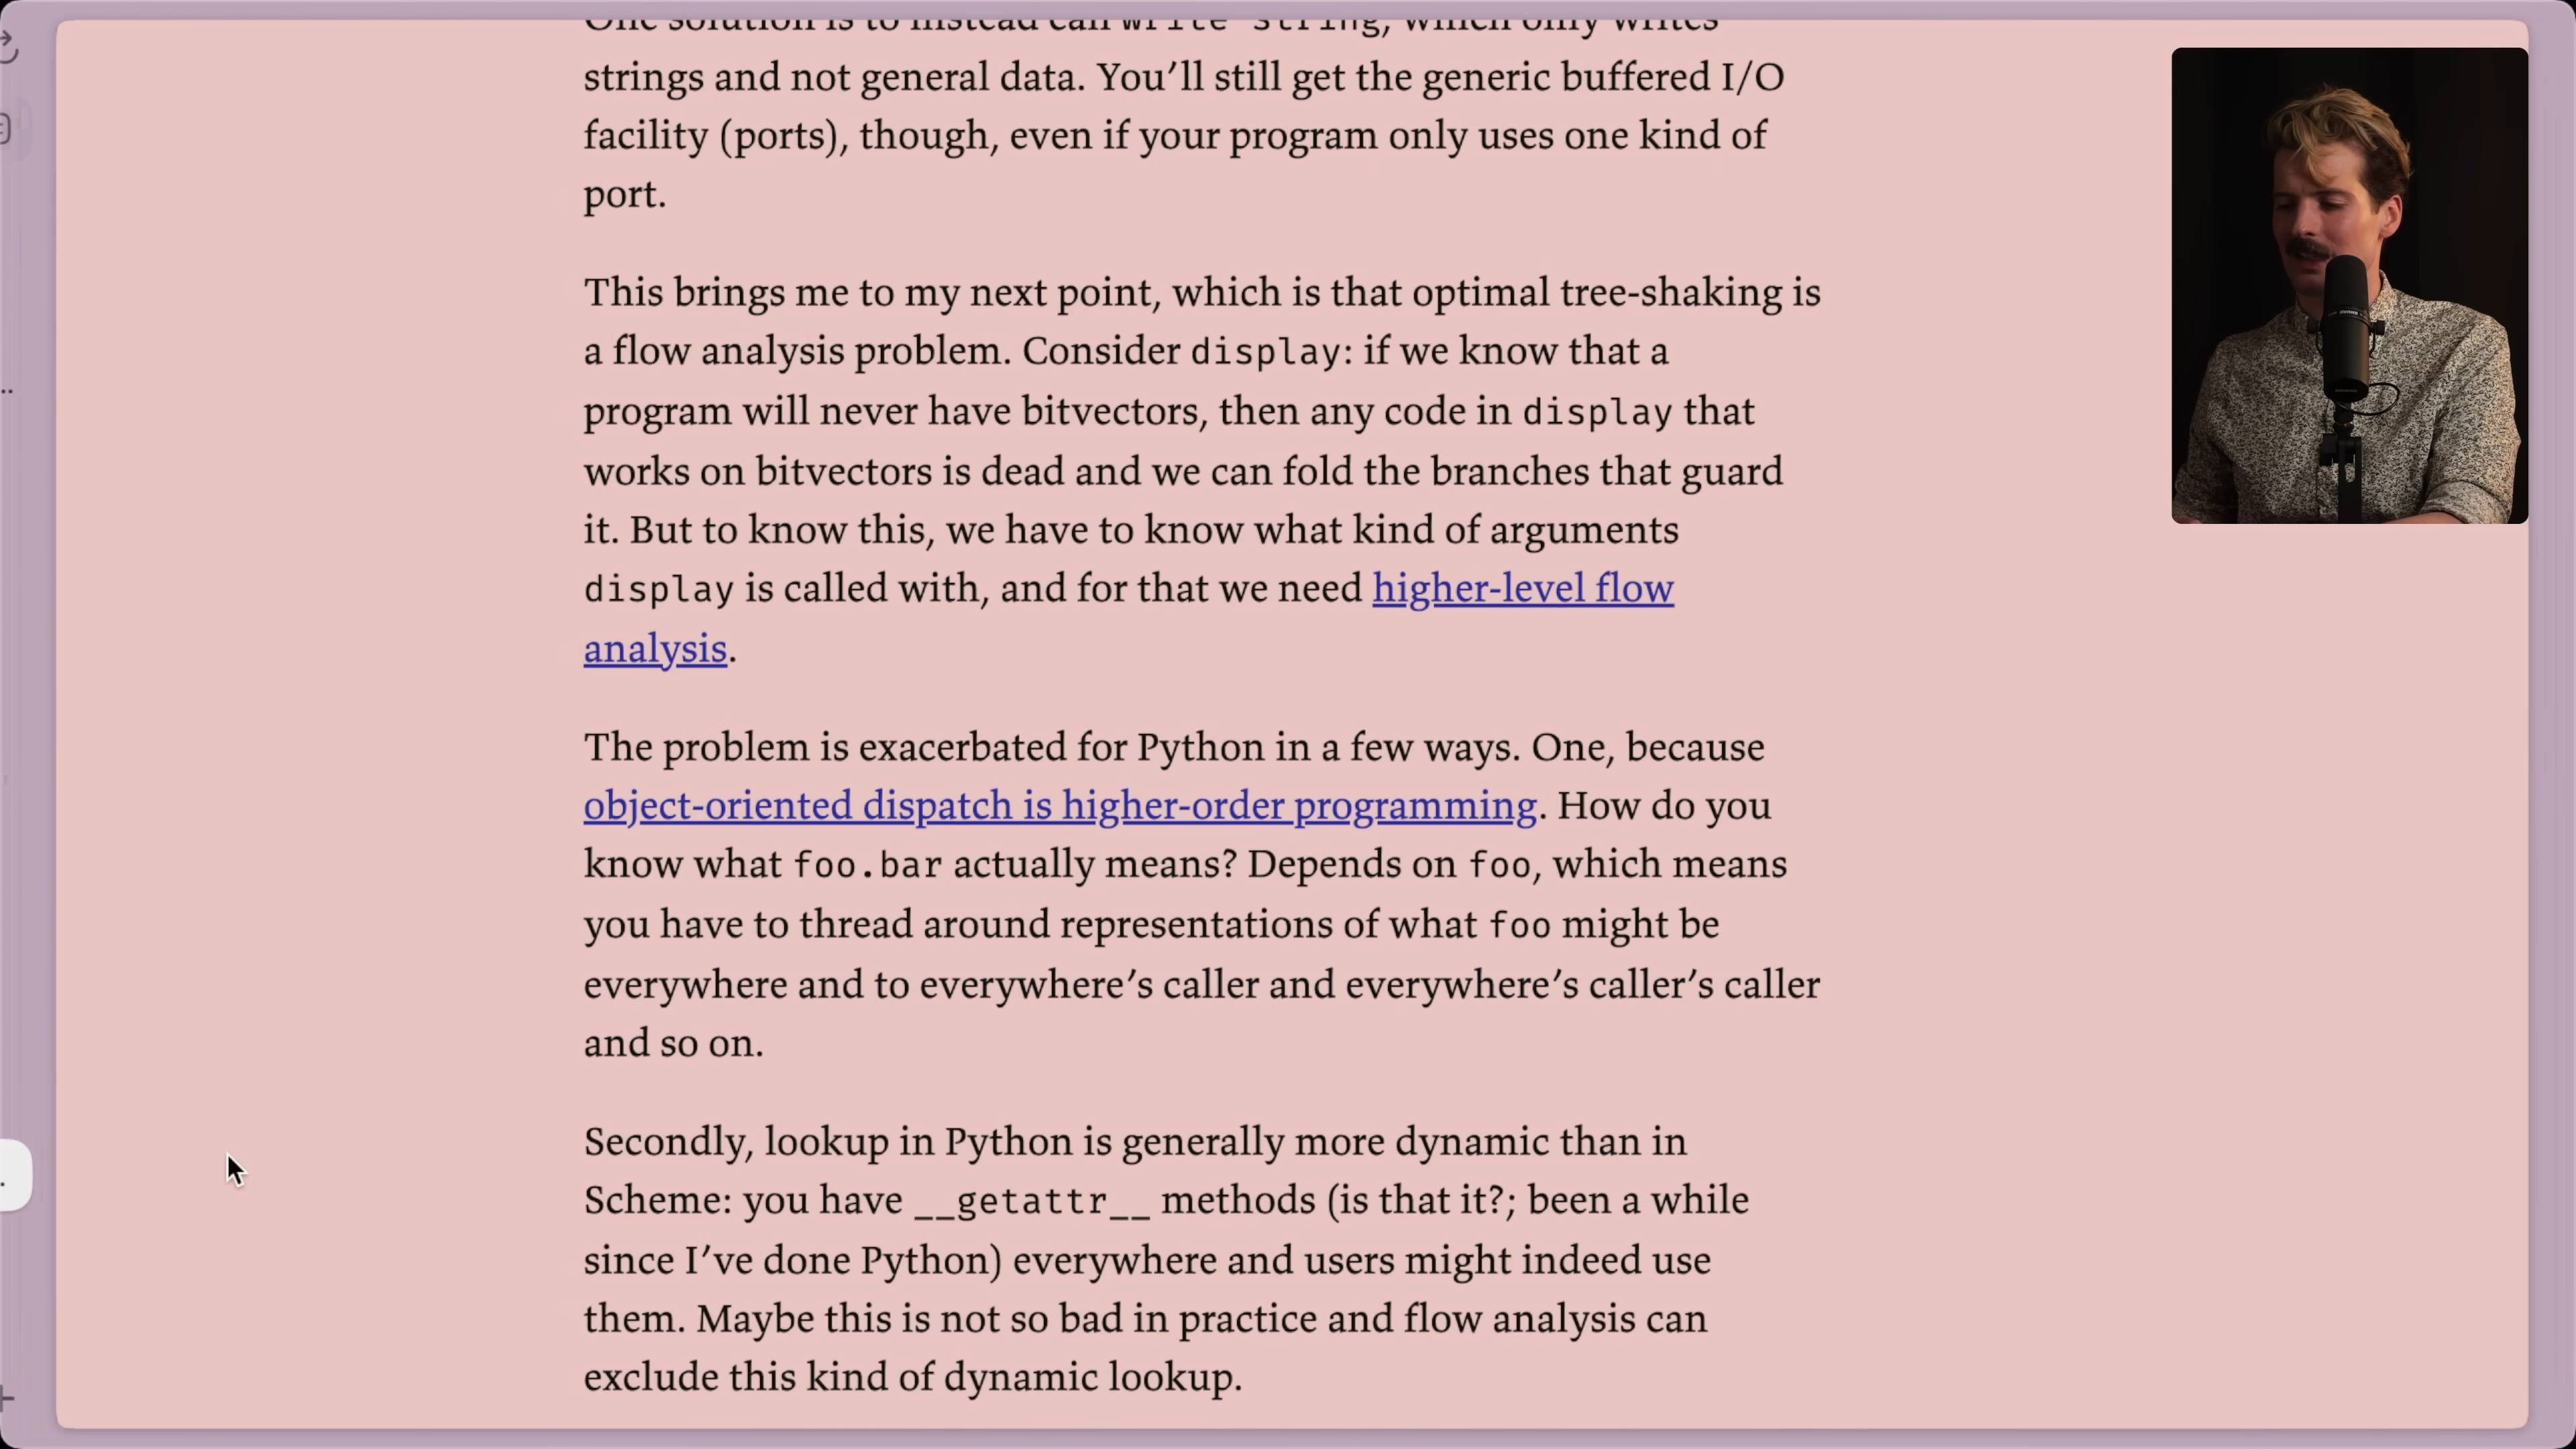 One solution is to instead call write-string, which only writes
strings and not general data. You’ll still get the generic buffered I/O
facility (ports), though, even if your program only uses one kind of
port.
This brings me to my next point, which is that optimal tree-shaking is
a flow analysis problem. Consider display: if we know that a
program will never have bitvectors, then any code in display that
works on bitvectors is dead and we can fold the branches that guard
it. But to know this, we have to know what kind of arguments
display is called with, and for that we need higher-level flow
analysis.
The problem is exacerbated for Python in a few ways. One, because
object-oriented dispatch is higher-order programming. How do you
know what foo.bar actually means? Depends on foo, which means
you have to thread around representations of what foo might be
everywhere and to everywhere’s caller and everywhere’s caller’s caller
and so on.
Secondly, lookup in Python is generally more dynamic than in
Scheme: you have __getattr__ methods (is that it?; been a while
since I’ve done Python) everywhere and users might indeed use
them. Maybe this is not so bad in practice and flow analysis can
exclude this kind of dynamic lookup.